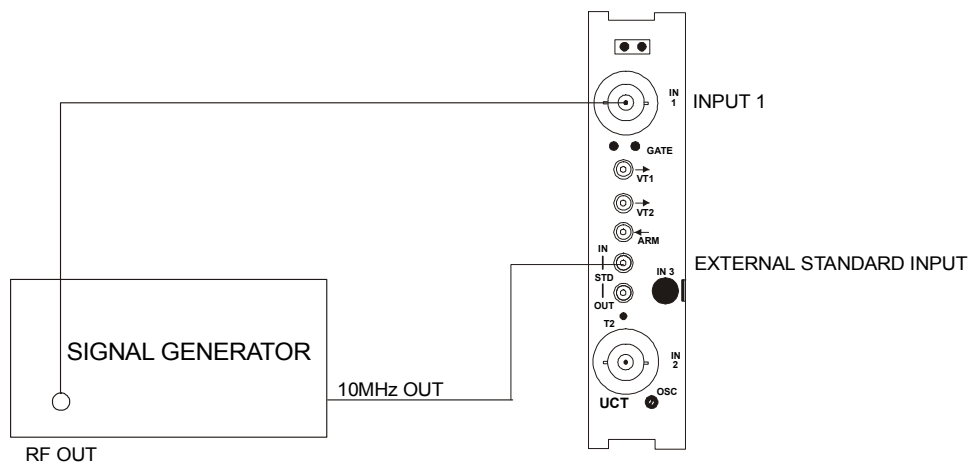 IN
1
INPUT 1
GATE
VT1
VT2
ARM
IN
EXTERNAL STANDARD INPUT
STD
IN 3
OUT
T2
SIGNAL GENERATOR
IN
2
10MHz OUT
OSC
UCT
RF OUT